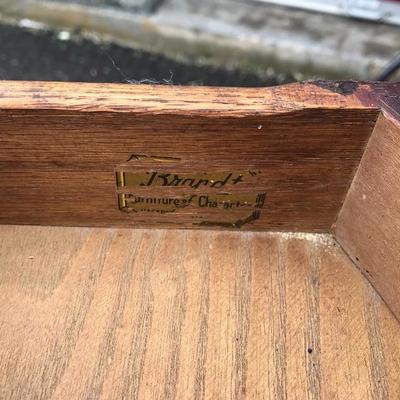 "Brandt"
Furniture of Character